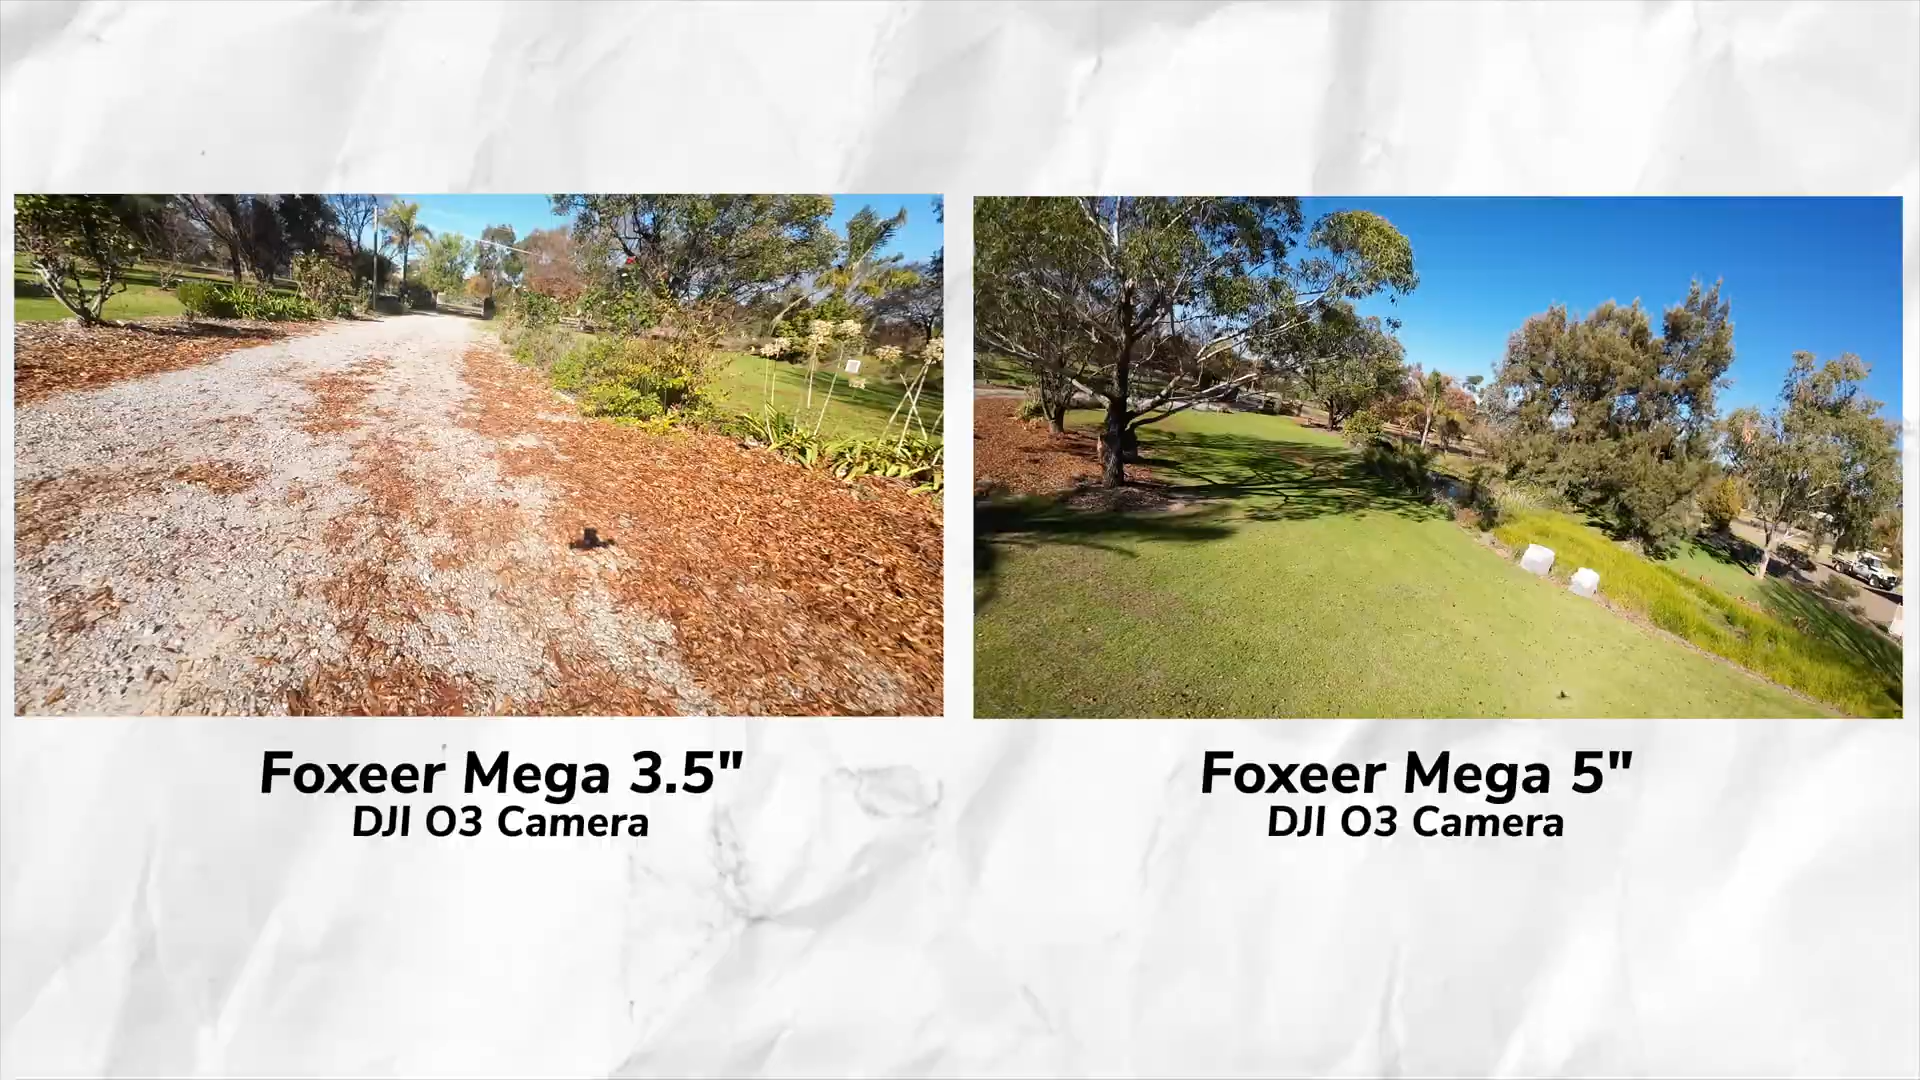 Foxeer Mega 3.5"
DJI O3 Camera
Foxeer Mega 5"
DJI O3 Camera